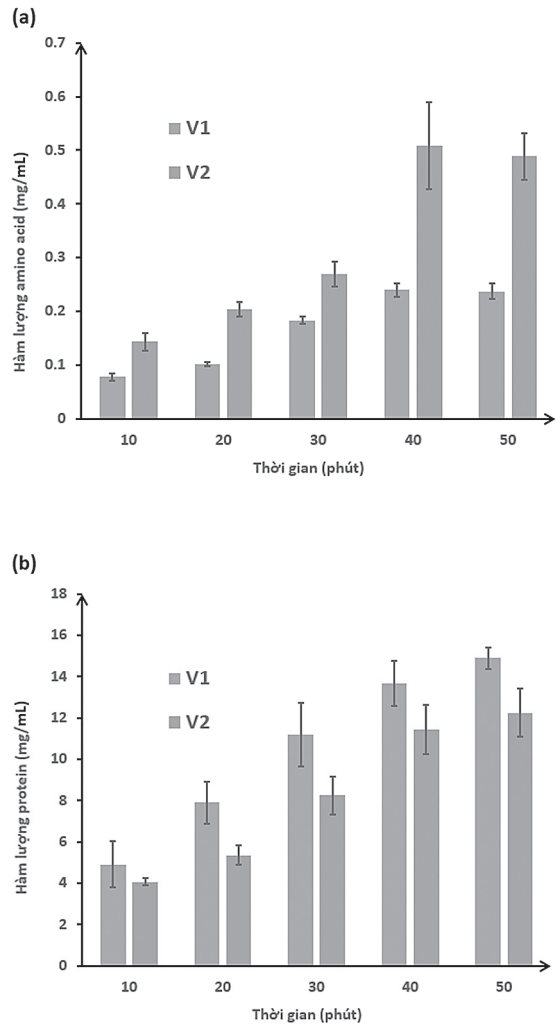 (a)
Hàm lượng amino acid (mg/mL)
0.7
0.6
0.5
0.4
0.3
0.2
0.1
0
V1
V2
10 20 30 40 50
Thời gian (phút)
(b)
Hàm lượng protein (mg/mL)
18
16
14
12
10
8
6
4
2
0
V1
V2
10 20 30 40 50
Thời gian (phút)